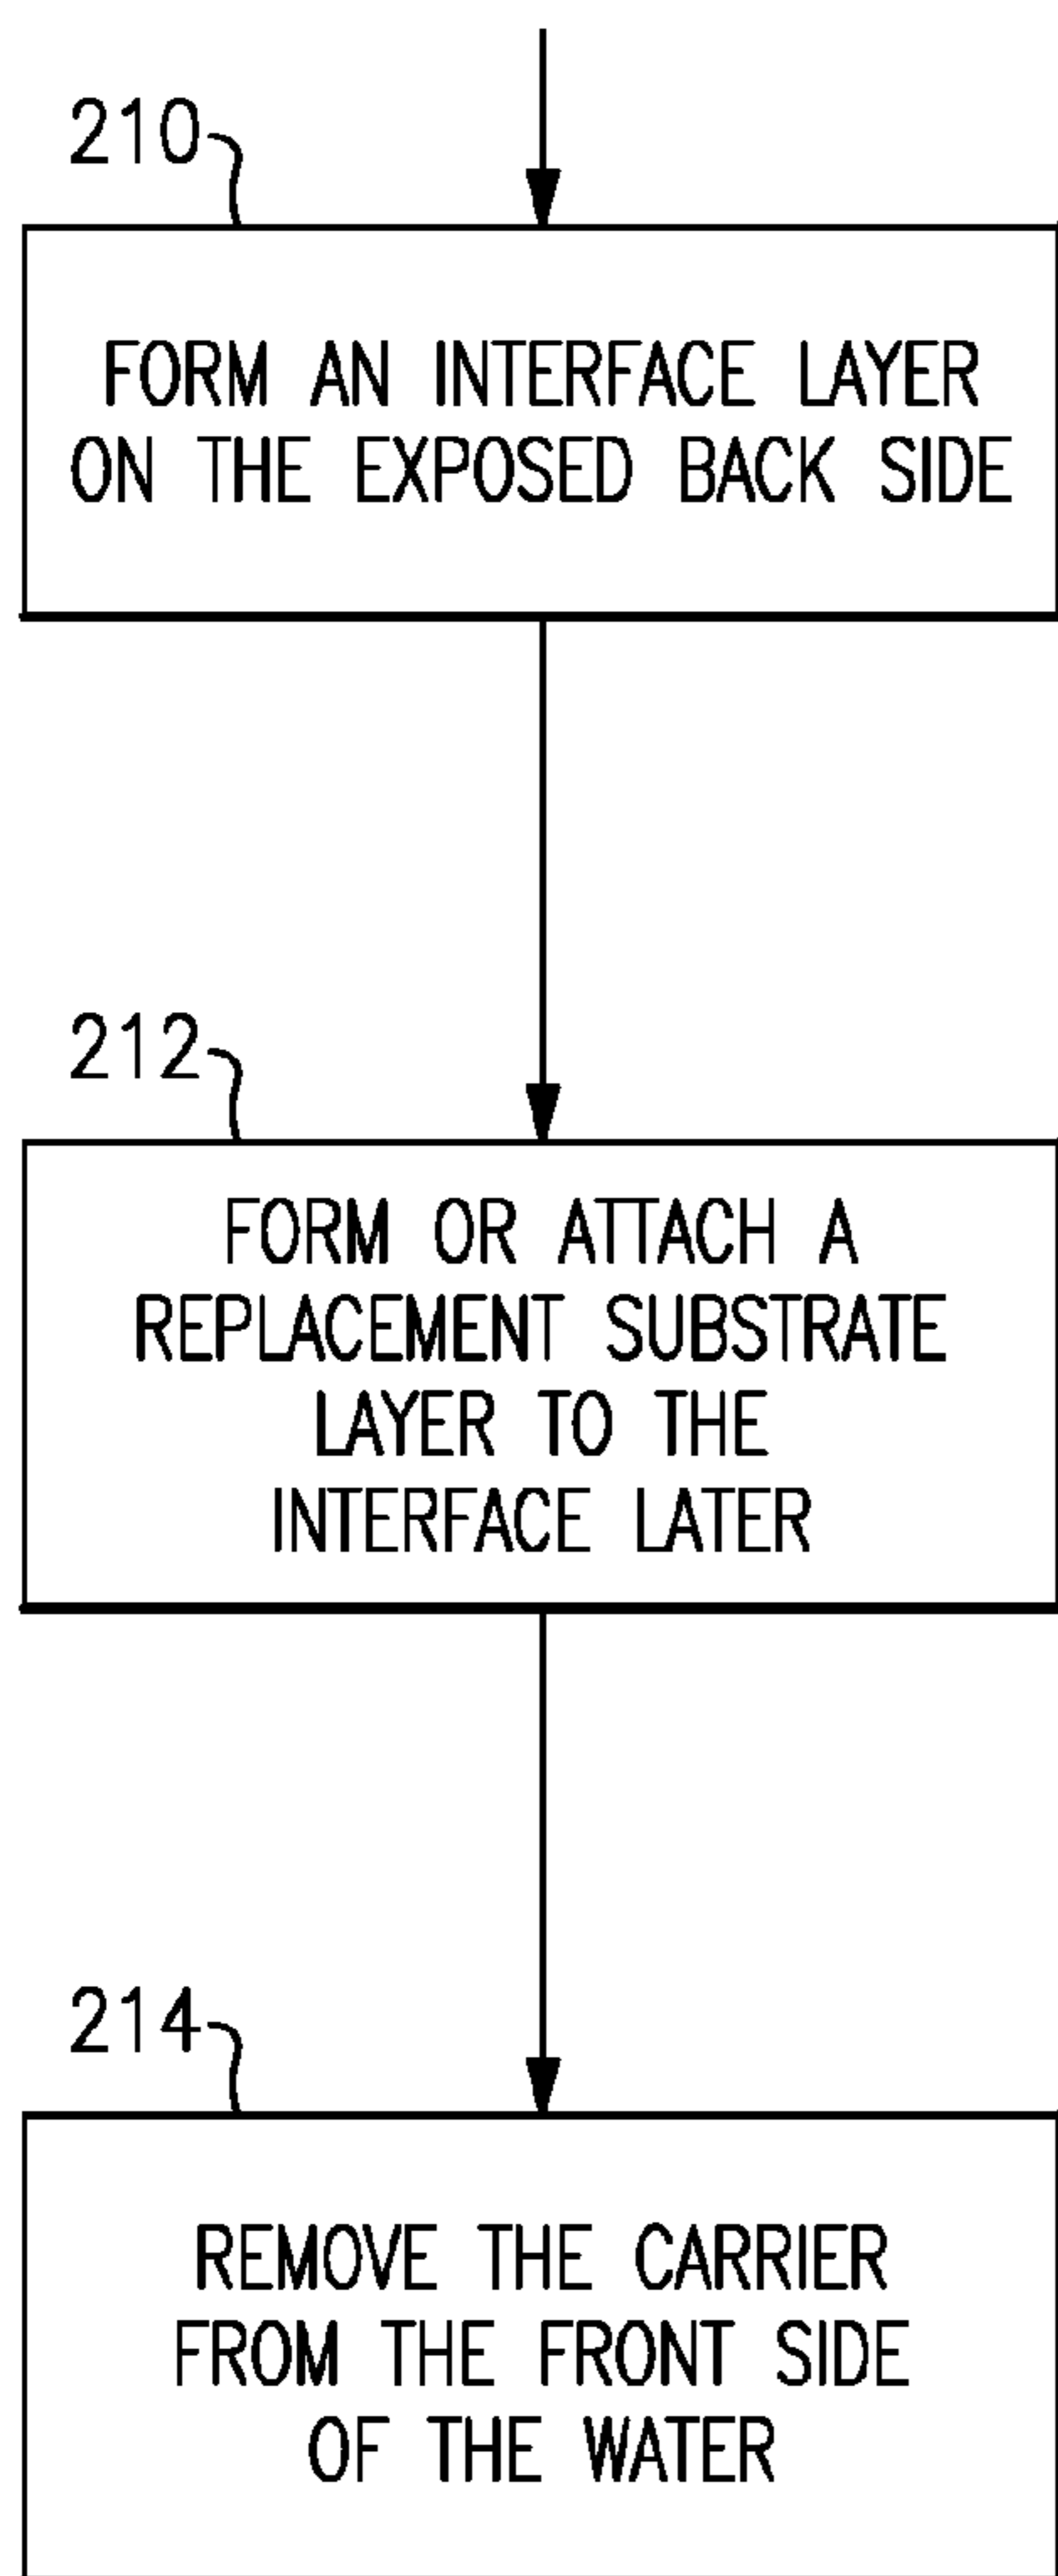 210
FORM AN INTERFACE LAYER
ON THE EXPOSED BACK SIDE
212
FORM OR ATTACH A
REPLACEMENT SUBSTRATE
LAYER TO THE
INTERFACE LATER
214
REMOVE THE CARRIER
FROM THE FRONT SIDE
OF THE WATER